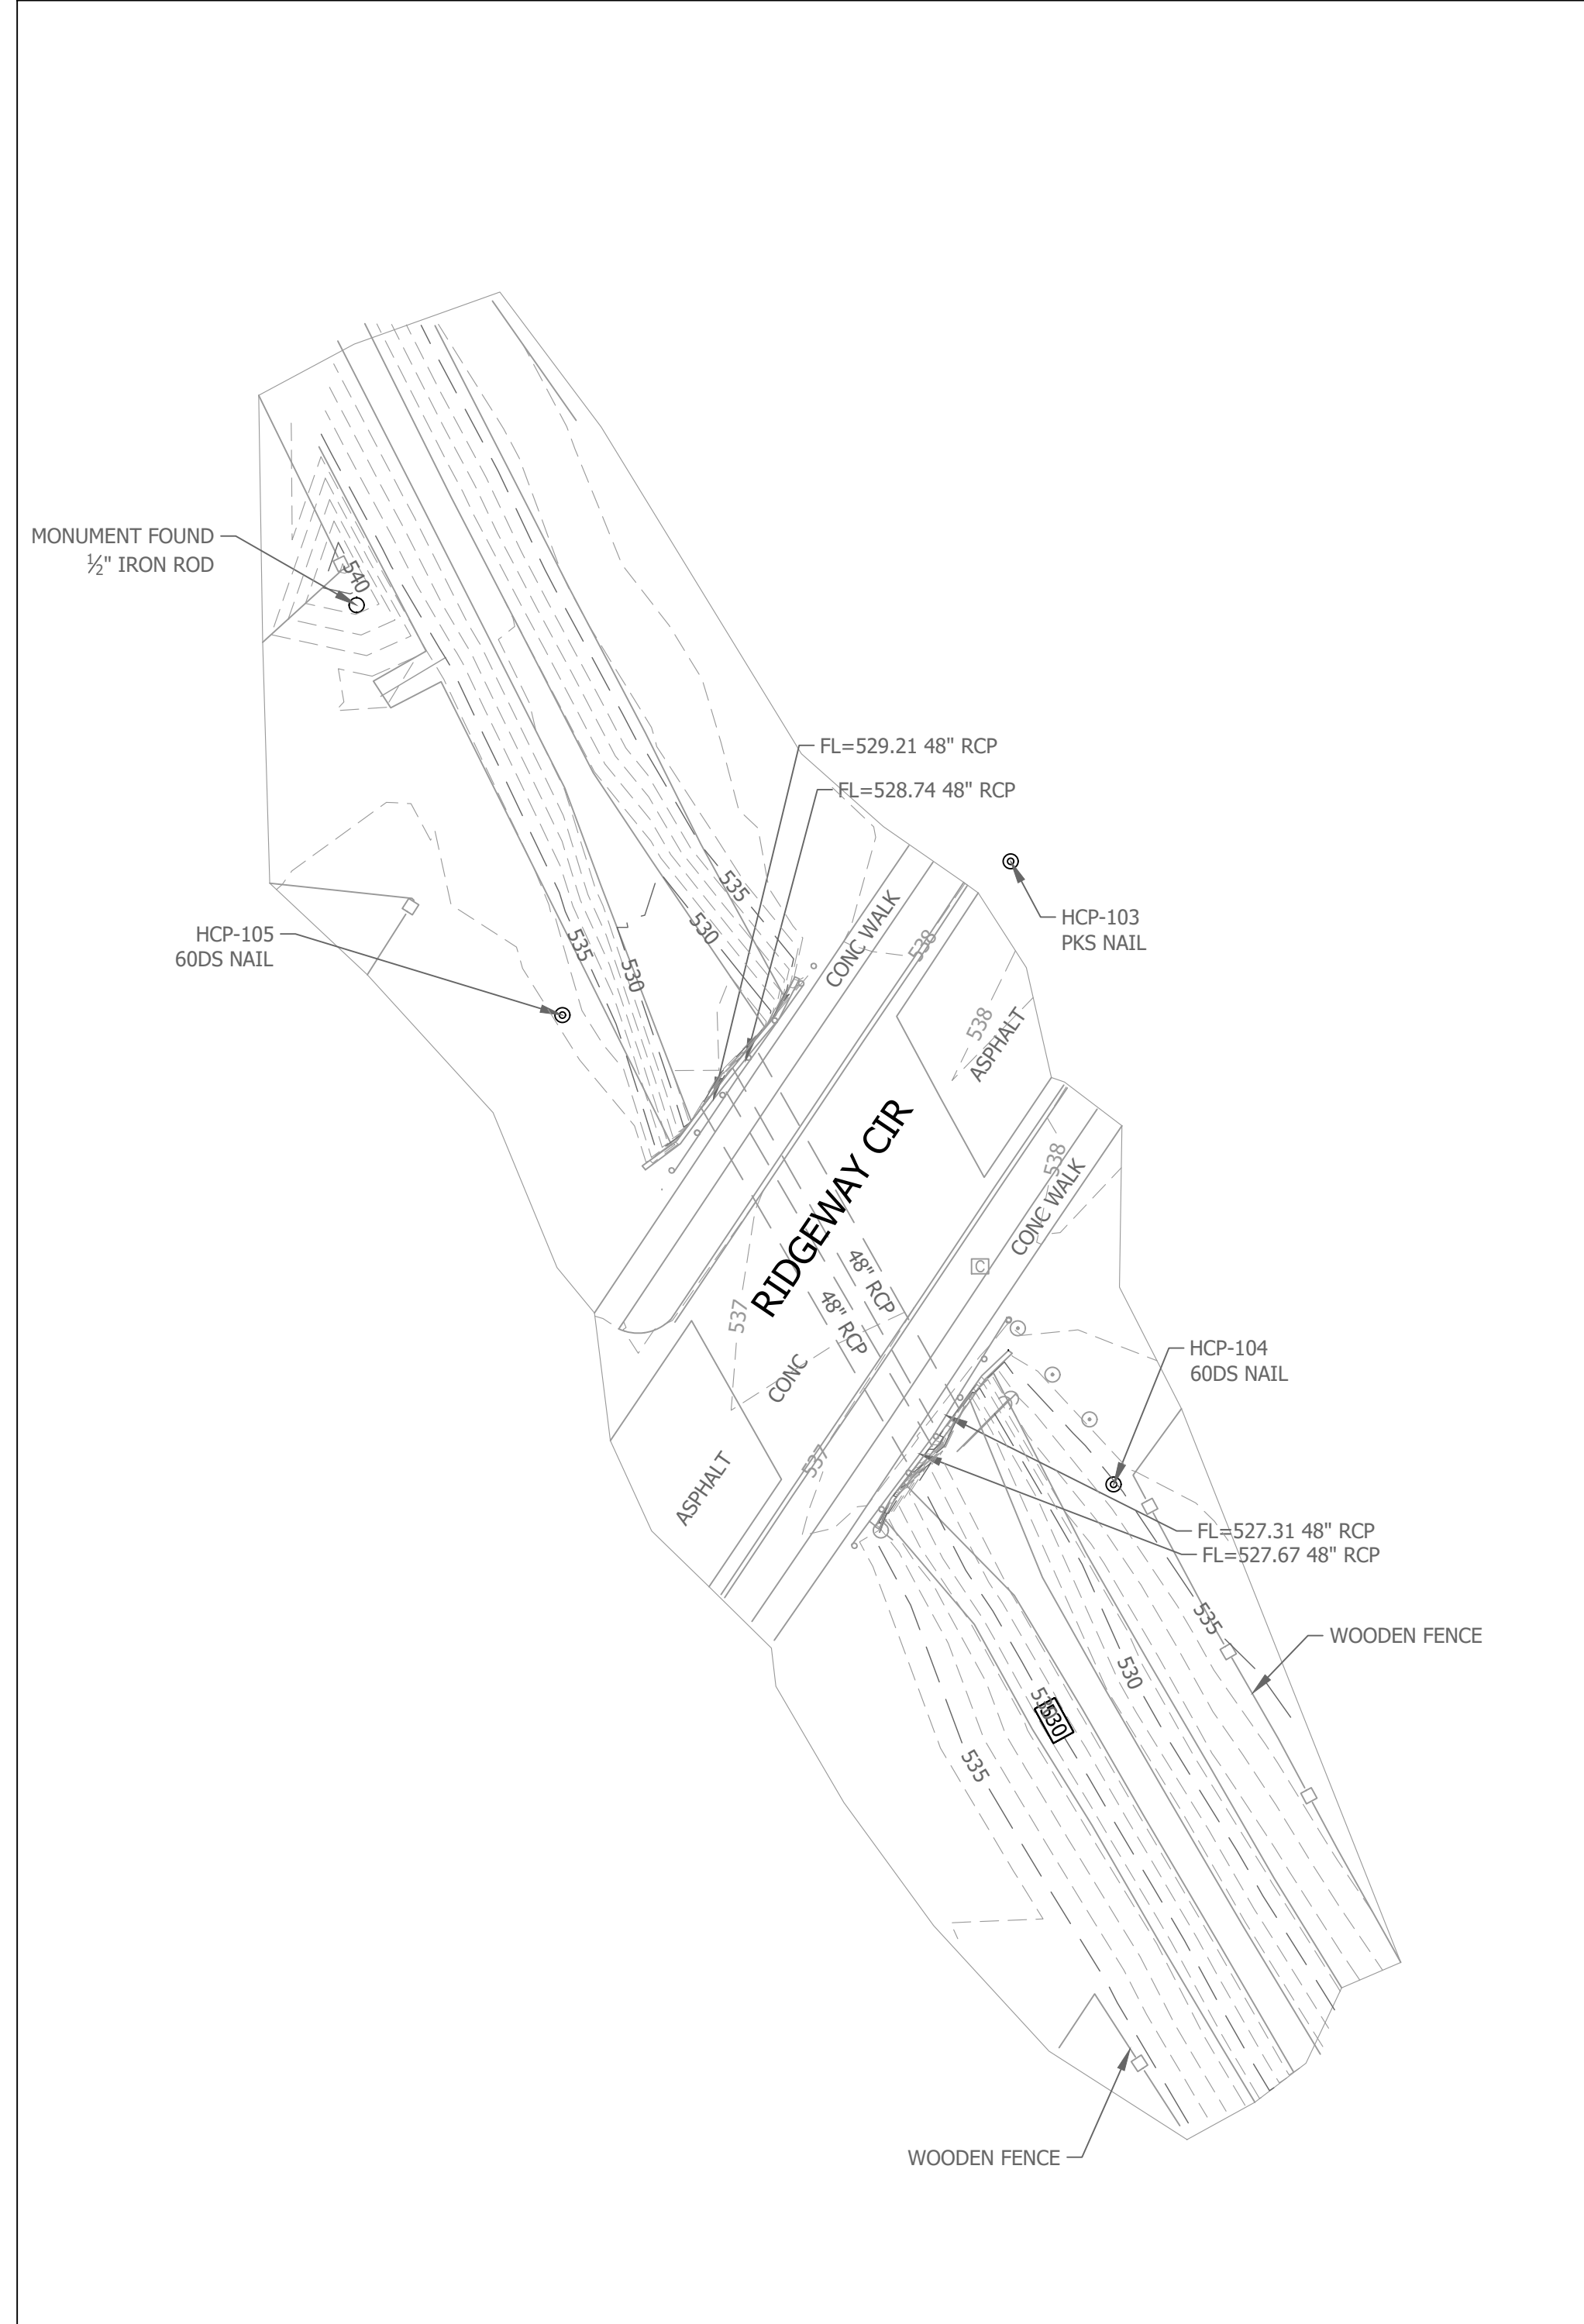 MONUMENT FOUND
½" IRON ROD
540
FL=529.21 48" RCP
FL=528.74 48" RCP
HCP-103
PKS NAIL
HCP-105
60DS NAIL
535
530
535
530
CONC WALK
538
538
ASPHALT
RIDGEWAY CIR
538
CONC WALK
C
48" RCP
48" RCP
537
CONC
537
ASPHALT
HCP-104
60DS NAIL
FL=527.31 48" RCP
FL=527.67 48" RCP
535
WOODEN FENCE
530
535
530
535
WOODEN FENCE